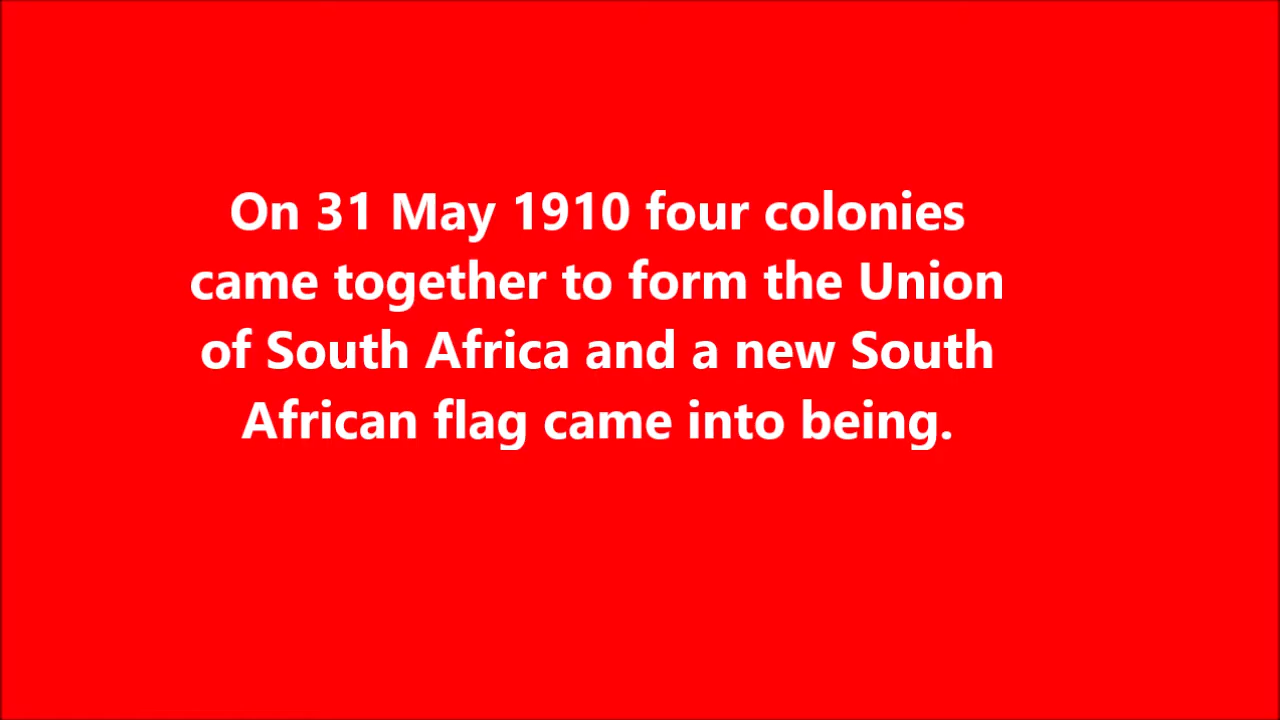 On 31 May 1910 four colonies
came together to form the Union
of South Africa and a new South
African flag came into being.